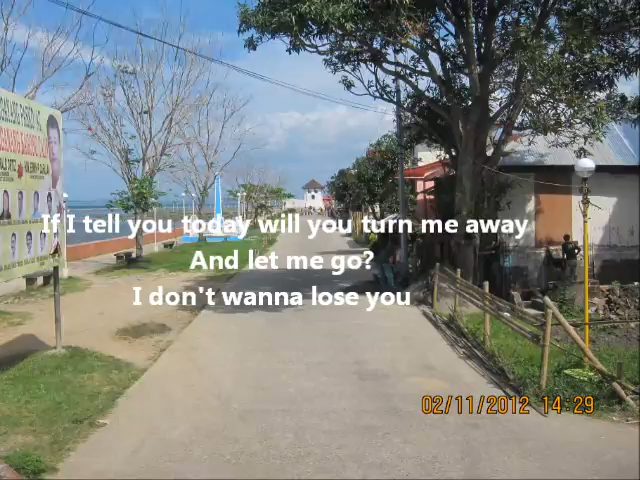 If I tell you today will you turn me away
And let me go?
I don't wanna lose you
02/11/2012 14:29